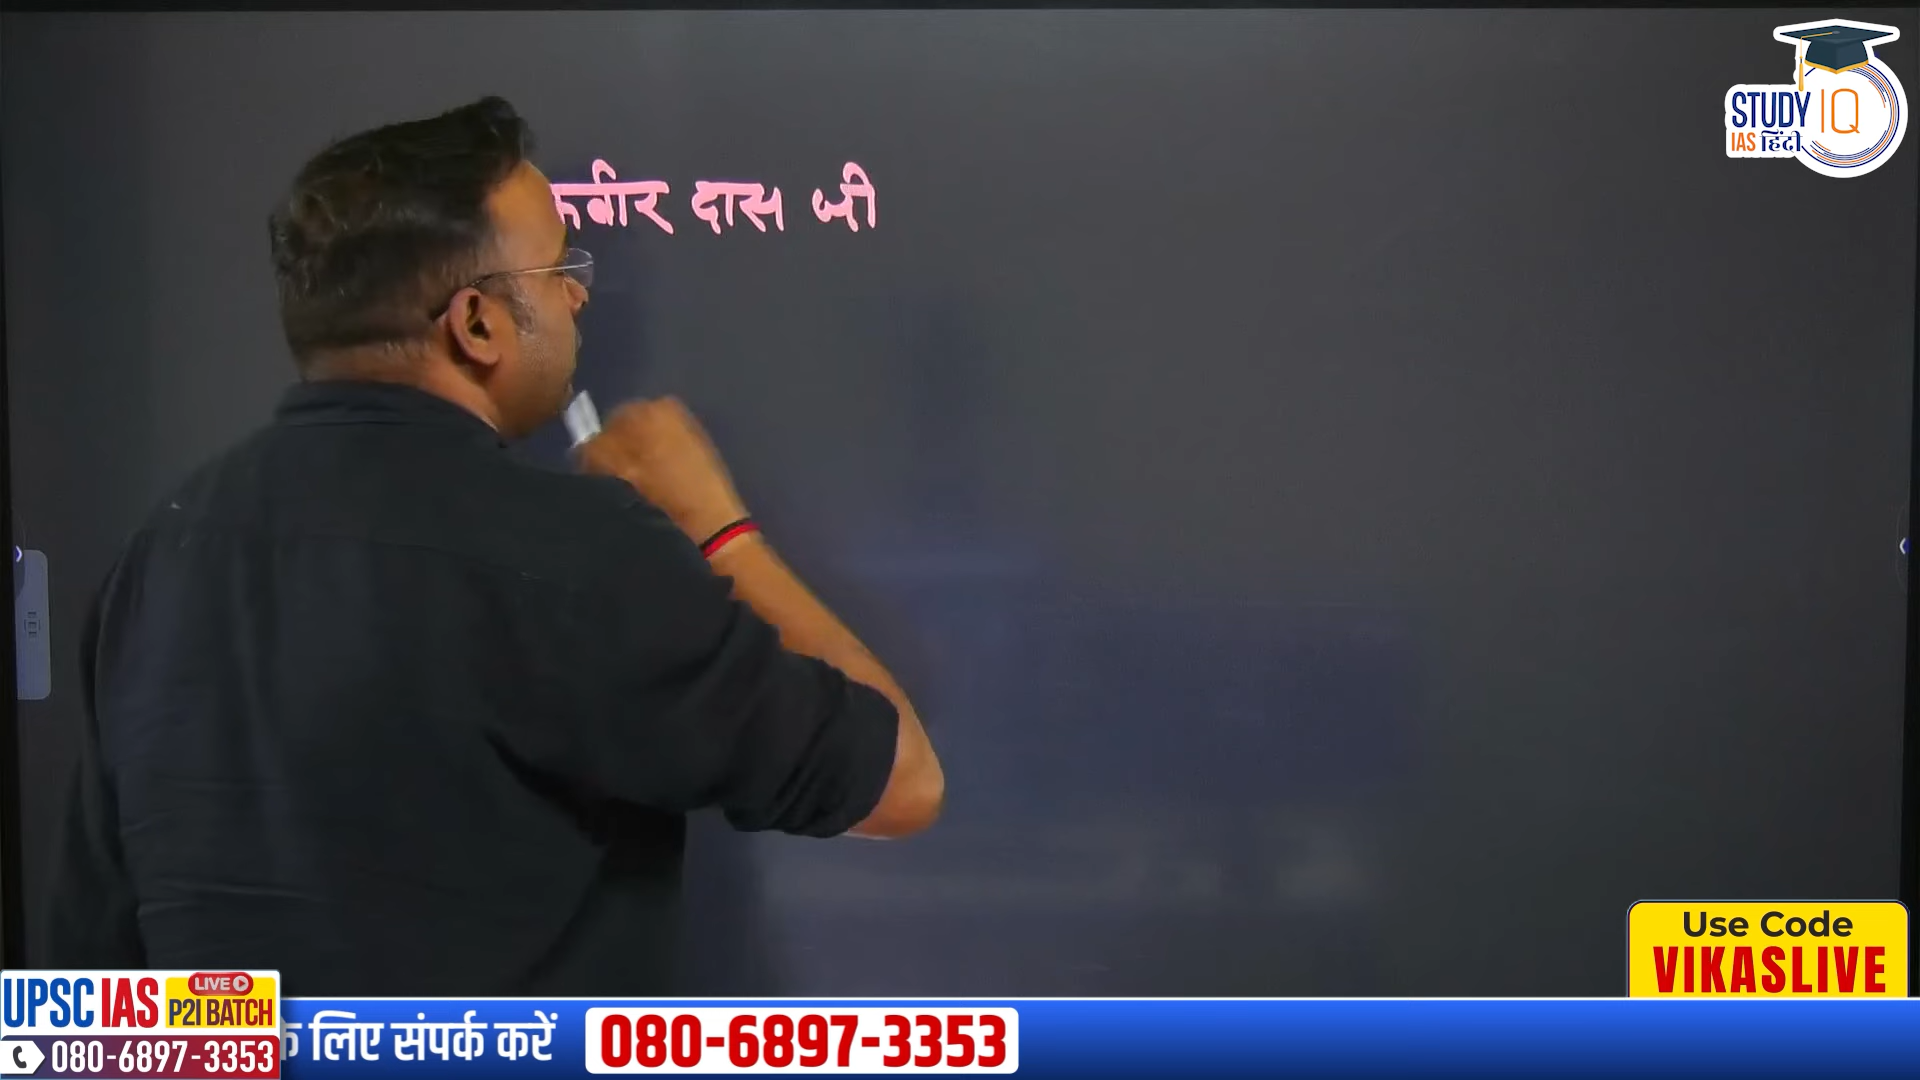 कबीर दास जी
STUDY IQ
IAS हिंदी
Use Code
VIKASLIVE
UPSC IAS
LIVE
P2I BATCH
080-6897-3353
के लिए संपर्क करें
080-6897-3353